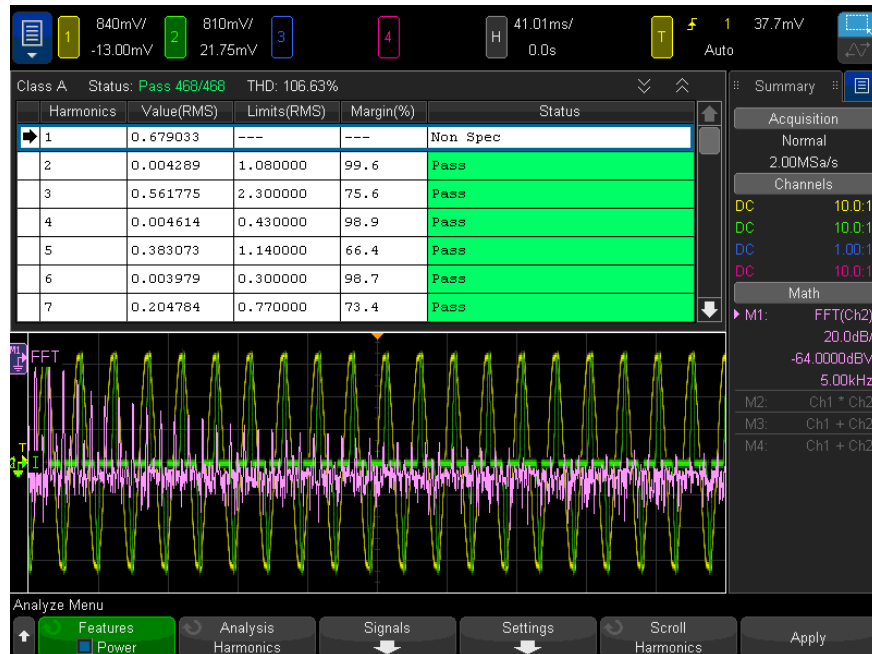 1 840mV/ 2 810mV/ 3 4 H 41.01ms/ T 1 37.7mV
-13.00mV 21.75mV 0.0s Auto
Class A Status: Pass 468/468 THD: 106.63%
Harmonics Value(RMS) Limits(RMS) Margin(%) Status
1 0.679033 --- --- Non Spec
2 0.004289 1.080000 99.6 Pass
3 0.561775 2.300000 75.6 Pass
4 0.004614 0.430000 98.9 Pass
5 0.383073 1.140000 66.4 Pass
6 0.003979 0.300000 98.7 Pass
7 0.204784 0.770000 73.4 Pass
Summary
Acquisition
Normal
2.00MSa/s
Channels
DC 10.0:1
DC 10.0:1
DC 1.00:1
DC 10.0:1
Math
M1: FFT(Ch2)
20.0dB/
-64.0000dBV
5.00kHz
M2: Ch1 * Ch2
M3: Ch1 + Ch2
M4: Ch1 + Ch2
M1 FFT
T
I
Analyze Menu
Features
Power
Analysis
Harmonics
Signals
Settings
Scroll
Harmonics
Apply